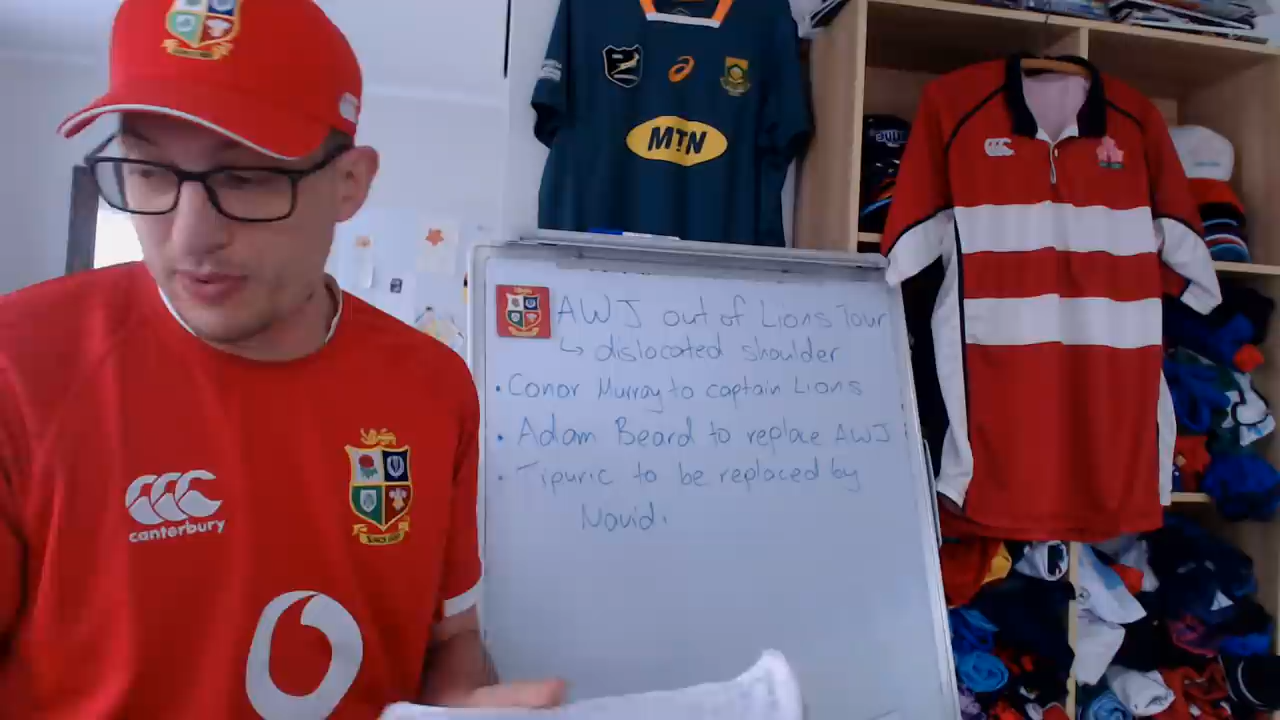 MTN
AWJ out of Lions Tour
↳ dislocated shoulder
• Conor Murray to captain Lions
• Adam Beard to replace AWJ
• Tipuric to be replaced by
Navidi
canterbury